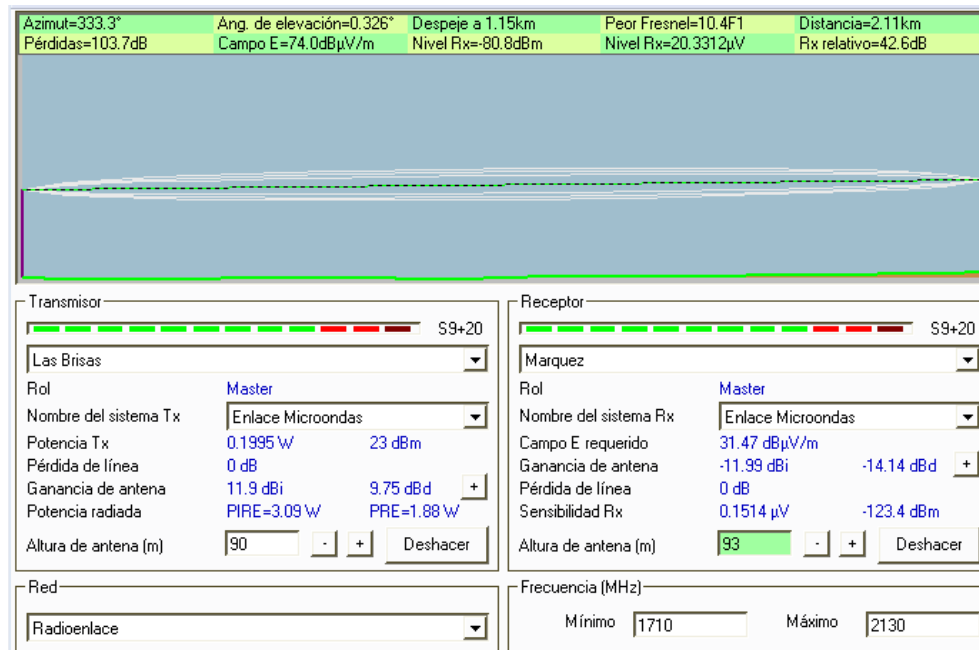 Azimut=333.3° Ang. de elevación=0.326° Despeje a 1.15km Peor Fresnel=10.4F1 Distancia=2.11km
Pérdidas=103.7dB Campo E=74.0dBµV/m Nivel Rx=-80.8dBm Nivel Rx=20.3312µV Rx relativo=42.6dB
Transmisor
S9+20
Las Brisas
Rol Master
Nombre del sistema Tx Enlace Microondas
Potencia Tx 0.1995 W 23 dBm
Pérdida de línea 0 dB
Ganancia de antena 11.9 dBi 9.75 dBd +
Potencia radiada PIRE=3.09 W PRE=1.88 W
Altura de antena (m) 90 - + Deshacer
Receptor
S9+20
Marquez
Rol Master
Nombre del sistema Rx Enlace Microondas
Campo E requerido 31.47 dBµV/m
Ganancia de antena -11.99 dBi -14.14 dBd +
Pérdida de línea 0 dB
Sensibilidad Rx 0.1514 µV -123.4 dBm
Altura de antena (m) 93 - + Deshacer
Red
Radioenlace
Frecuencia (MHz)
Mínimo 1710 Máximo 2130